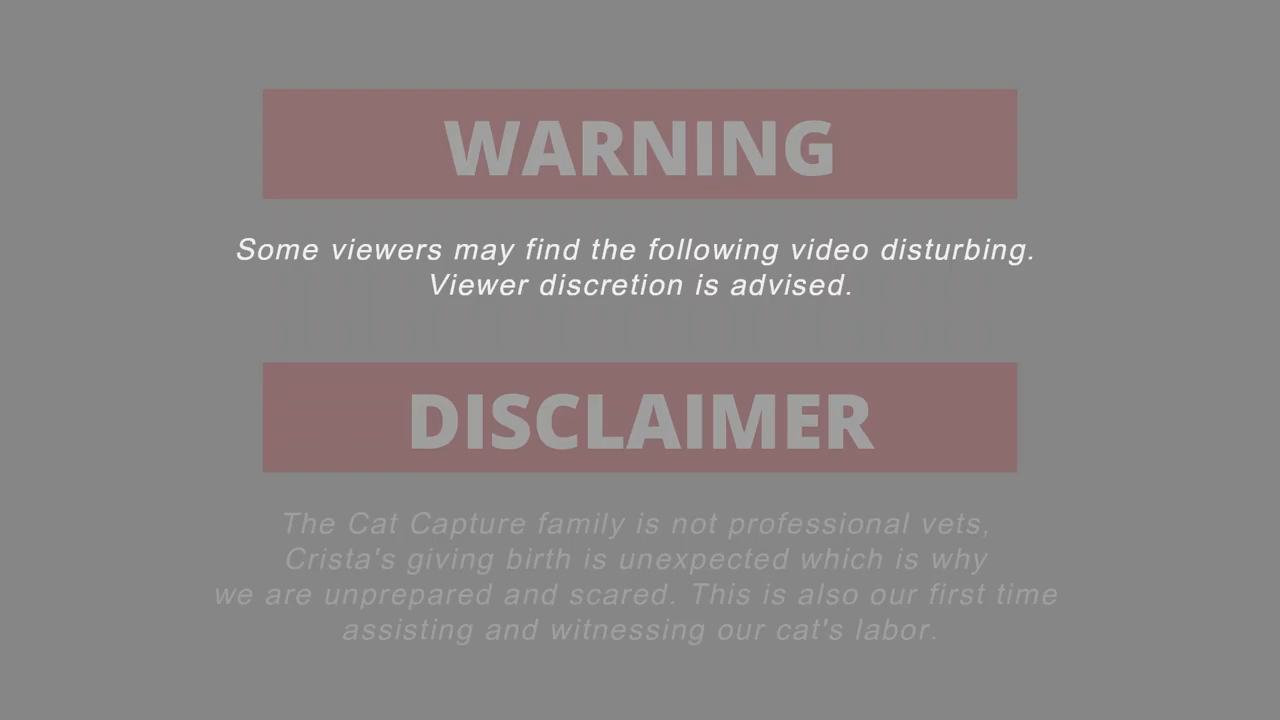 WARNING
Some viewers may find the following video disturbing.
Viewer discretion is advised.
DISCLAIMER
The Cat Capture family is not professional vets,
Crista's giving birth is unexpected which is why
we are unprepared and scared. This is also our first time
assisting and witnessing our cat's labor.